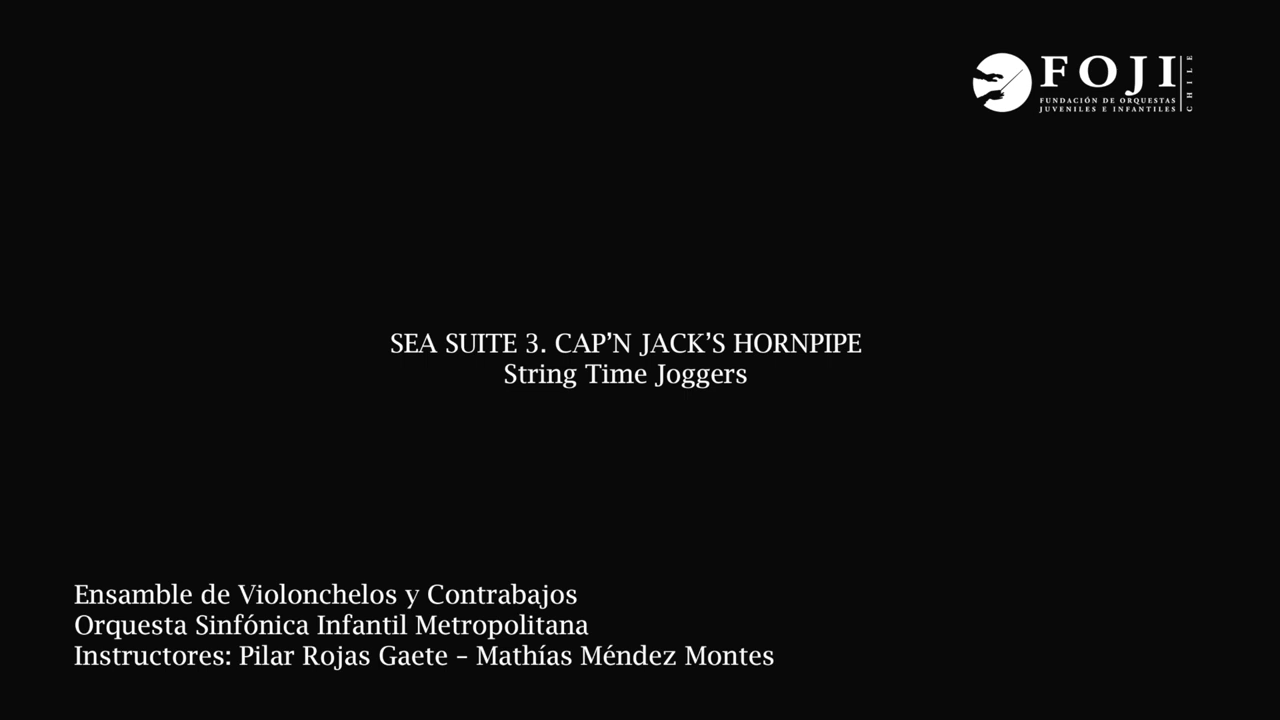 FOJI
CHILE
FUNDACIÓN DE ORQUESTAS
JUVENILES E INFANTILES
SEA SUITE 3. CAP’N JACK’S HORNPIPE
String Time Joggers
Ensamble de Violonchelos y Contrabajos
Orquesta Sinfónica Infantil Metropolitana
Instructores: Pilar Rojas Gaete – Mathías Méndez Montes